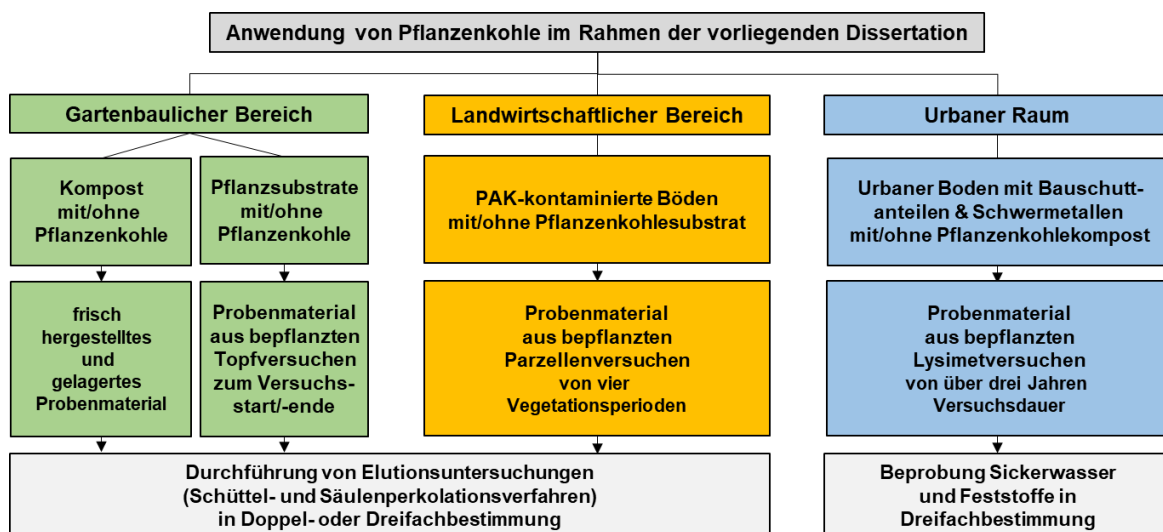 Anwendung von Pflanzenkohle im Rahmen der vorliegenden Dissertation
Gartenbaulicher Bereich
Kompost
mit/ohne
Pflanzenkohle
Pflanzsubstrate
mit/ohne
Pflanzenkohle
frisch
hergestelltes
und
gelagertes
Probenmaterial
Probenmaterial
aus bepflanzten
Topfversuchen
zum Versuchs-
start/-ende
Landwirtschaftlicher Bereich
PAK-kontaminierte Böden
mit/ohne Pflanzenkohlesubstrat
Probenmaterial
aus bepflanzten
Parzellenversuchen
von vier
Vegetationsperioden
Durchführung von Elutionsuntersuchungen
(Schüttel- und Säulenperkolationsverfahren)
in Doppel- oder Dreifachbestimmung
Urbaner Raum
Urbaner Boden mit Bauschutt-
anteilen & Schwermetallen
mit/ohne Pflanzenkohlekompost
Probenmaterial
aus bepflanzten
Lysimetversuchen
von über drei Jahren
Versuchsdauer
Beprobung Sickerwasser
und Feststoffe in
Dreifachbestimmung